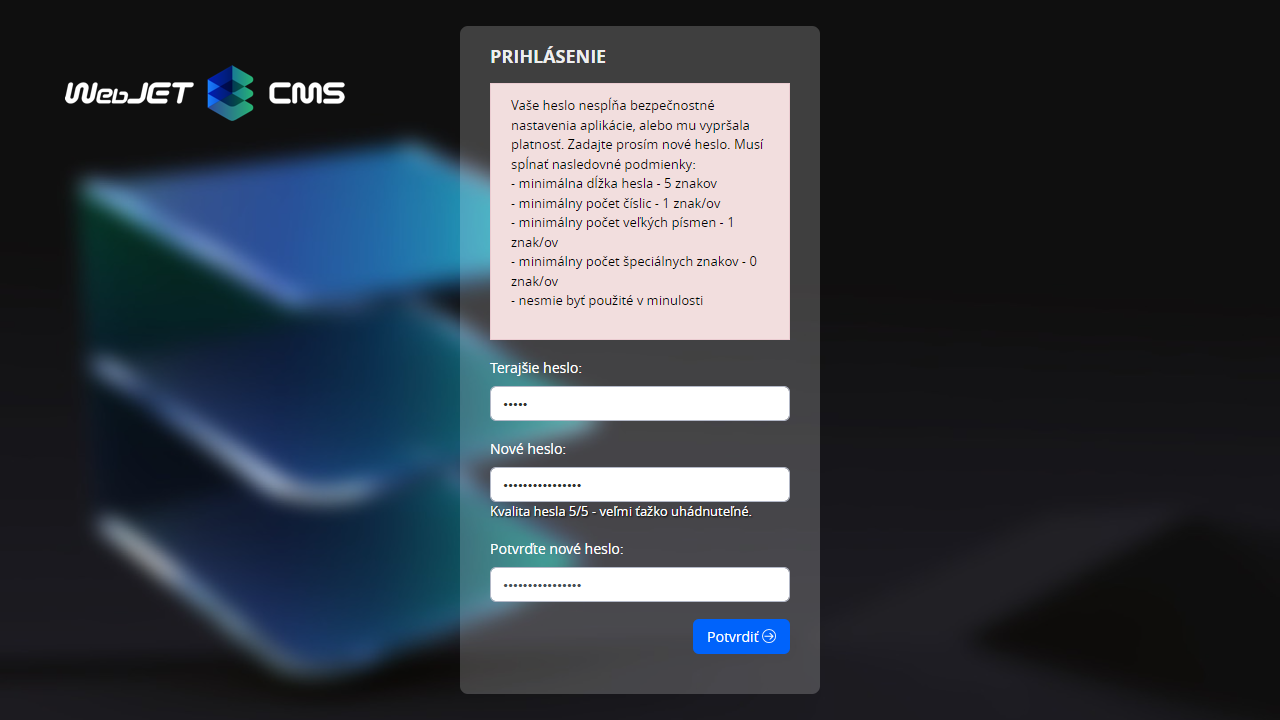 WebJET CMS
PRIHLÁSENIE
Vaše heslo nespĺňa bezpečnostné
nastavenia aplikácie, alebo mu vypršala
platnosť. Zadajte prosím nové heslo. Musí
spĺnať nasledovné podmienky:
- minimálna dĺžka hesla - 5 znakov
- minimálny počet číslic - 1 znak/ov
- minimálny počet veľkých písmen - 1
znak/ov
- minimálny počet špeciálnych znakov - 0
znak/ov
- nesmie byť použité v minulosti
Terajšie heslo:
•••••
Nové heslo:
••••••••••••••••
Kvalita hesla 5/5 - veľmi ťažko uhádnuteľné.
Potvrďte nové heslo:
••••••••••••••••
Potvrdiť